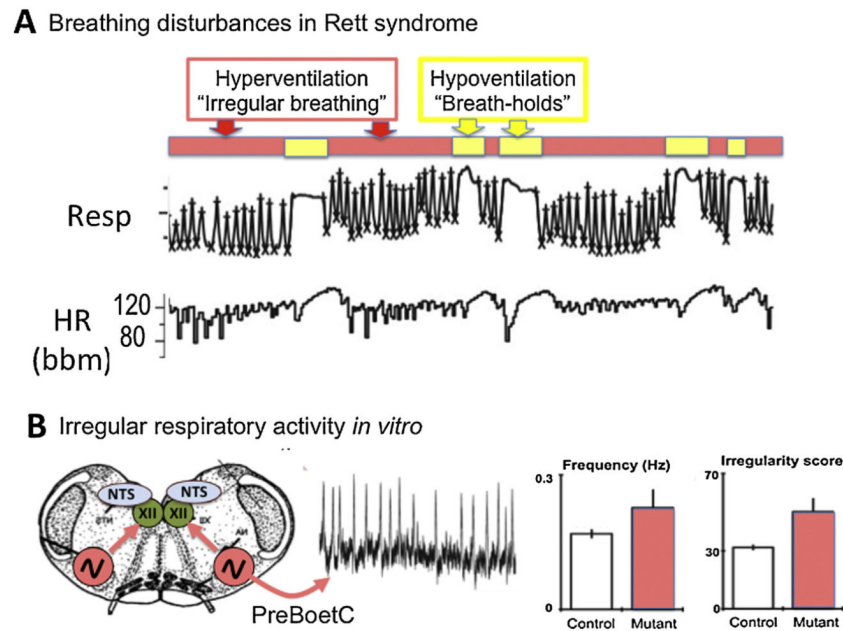 A Breathing disturbances in Rett syndrome
Hyperventilation
"Irregular breathing"
Hypoventilation
"Breath-holds"
Resp
HR
(bbm)
120
80
B Irregular respiratory activity in vitro
NTS
NTS
XII
XII
PreBoetC
Frequency (Hz)
0.3
0
Control
Mutant
Irregularity score
70
30
0
Control
Mutant